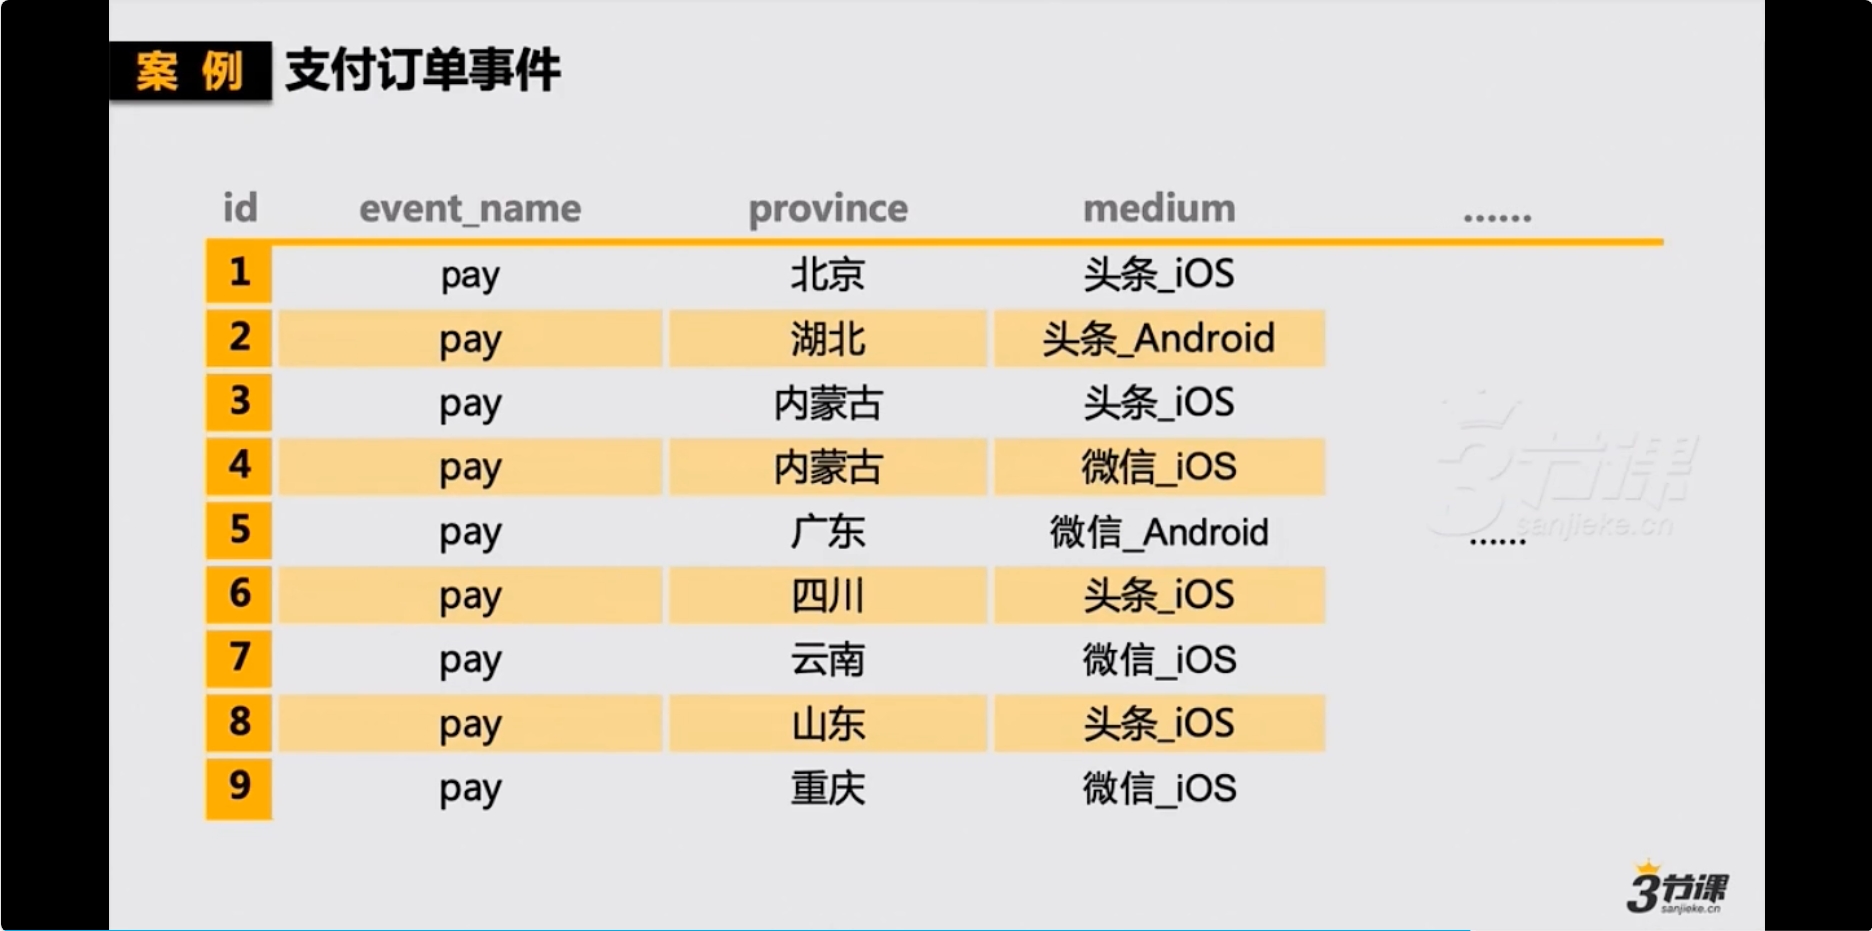 案 例 支付订单事件
id event_name province medium ......
1 pay 北京 头条_iOS
2 pay 湖北 头条_Android
3 pay 内蒙古 头条_iOS
4 pay 内蒙古 微信_iOS
5 pay 广东 微信_Android ......
6 pay 四川 头条_iOS
7 pay 云南 微信_iOS
8 pay 山东 头条_iOS
9 pay 重庆 微信_iOS
3节课
sanjieke.cn
3节课
sanjieke.cn